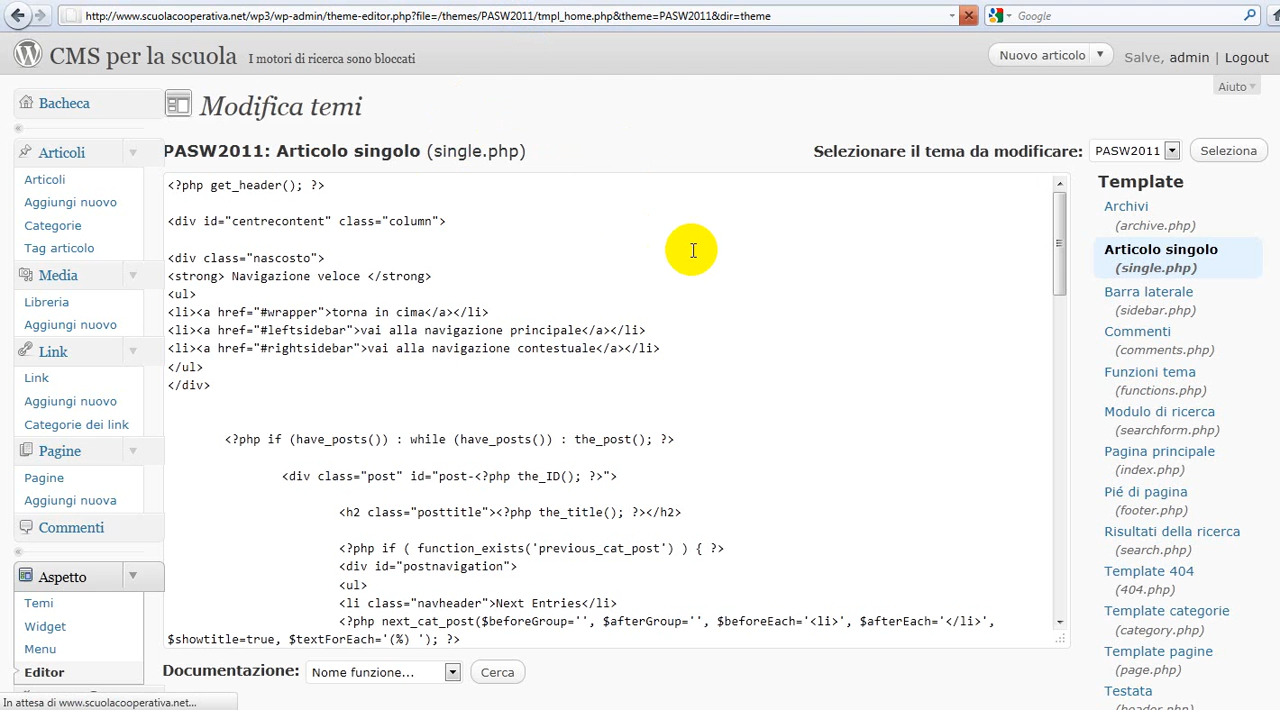 http://www.scuolacooperativa.net/wp3/wp-admin/theme-editor.php?file=/themes/PASW2011/tmpl_home.php&theme=PASW2011&dir=theme
Google
CMS per la scuola
I motori di ricerca sono bloccati
Nuovo articolo
Salve, admin | Logout
Aiuto
Bacheca
Articoli
Articoli
Aggiungi nuovo
Categorie
Tag articolo
Media
Libreria
Aggiungi nuovo
Link
Link
Aggiungi nuovo
Categorie dei link
Pagine
Pagine
Aggiungi nuova
Commenti
Aspetto
Temi
Widget
Menu
Editor
Modifica temi
PASW2011: Articolo singolo (single.php)
Selezionare il tema da modificare:
PASW2011
Seleziona
<?php get_header(); ?>
<div id="centrecontent" class="column">
<div class="nascosto">
<strong> Navigazione veloce </strong>
<ul>
<li><a href="#wrapper">torna in cima</a></li>
<li><a href="#leftsidebar">vai alla navigazione principale</a></li>
<li><a href="#rightsidebar">vai alla navigazione contestuale</a></li>
</ul>
</div>
<?php if (have_posts()) : while (have_posts()) : the_post(); ?>
<div class="post" id="post-<?php the_ID(); ?>">
<h2 class="posttitle"><?php the_title(); ?></h2>
<?php if ( function_exists('previous_cat_post') ) { ?>
<div id="postnavigation">
<ul>
<li class="navheader">Next Entries</li>
<?php next_cat_post($beforeGroup='', $afterGroup='', $beforeEach='<li>', $afterEach='</li>',
$showtitle=true, $textForEach='(%) '); ?>
Documentazione:
Nome funzione...
Cerca
Template
Archivi
(archive.php)
Articolo singolo
(single.php)
Barra laterale
(sidebar.php)
Commenti
(comments.php)
Funzioni tema
(functions.php)
Modulo di ricerca
(searchform.php)
Pagina principale
(index.php)
Pié di pagina
(footer.php)
Risultati della ricerca
(search.php)
Template 404
(404.php)
Template categorie
(category.php)
Template pagine
(page.php)
Testata
(header.php)
In attesa di www.scuolacooperativa.net...